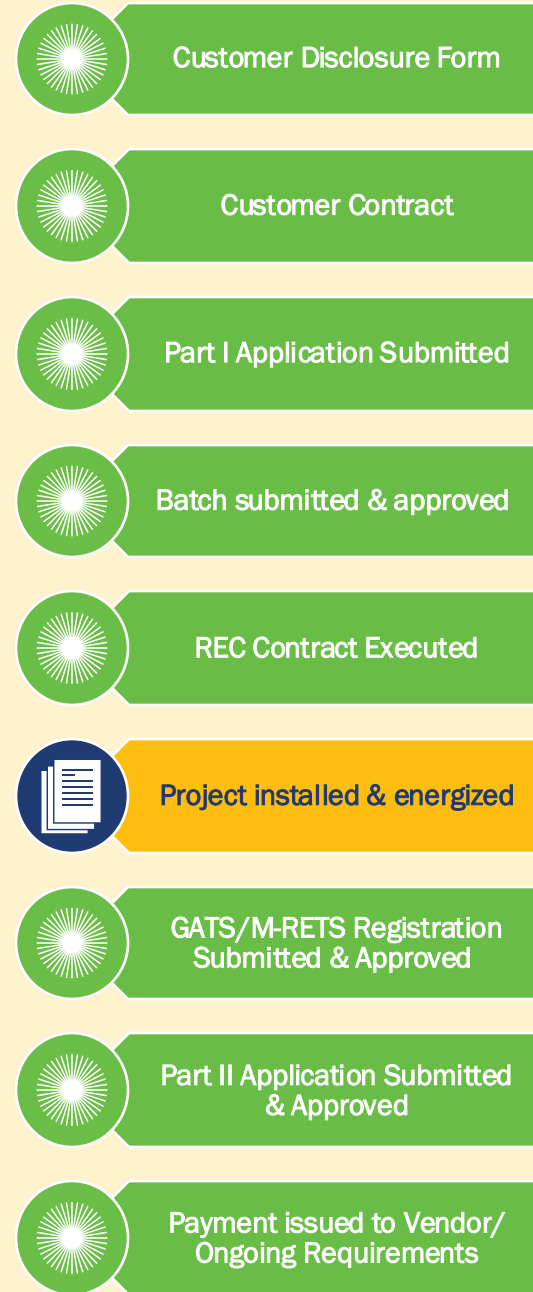 Customer Disclosure Form
Customer Contract
Part I Application Submitted
Batch submitted & approved
REC Contract Executed
Project installed & energized
GATS/M-RETS Registration
Submitted & Approved
Part II Application Submitted
& Approved
Payment issued to Vendor/
Ongoing Requirements